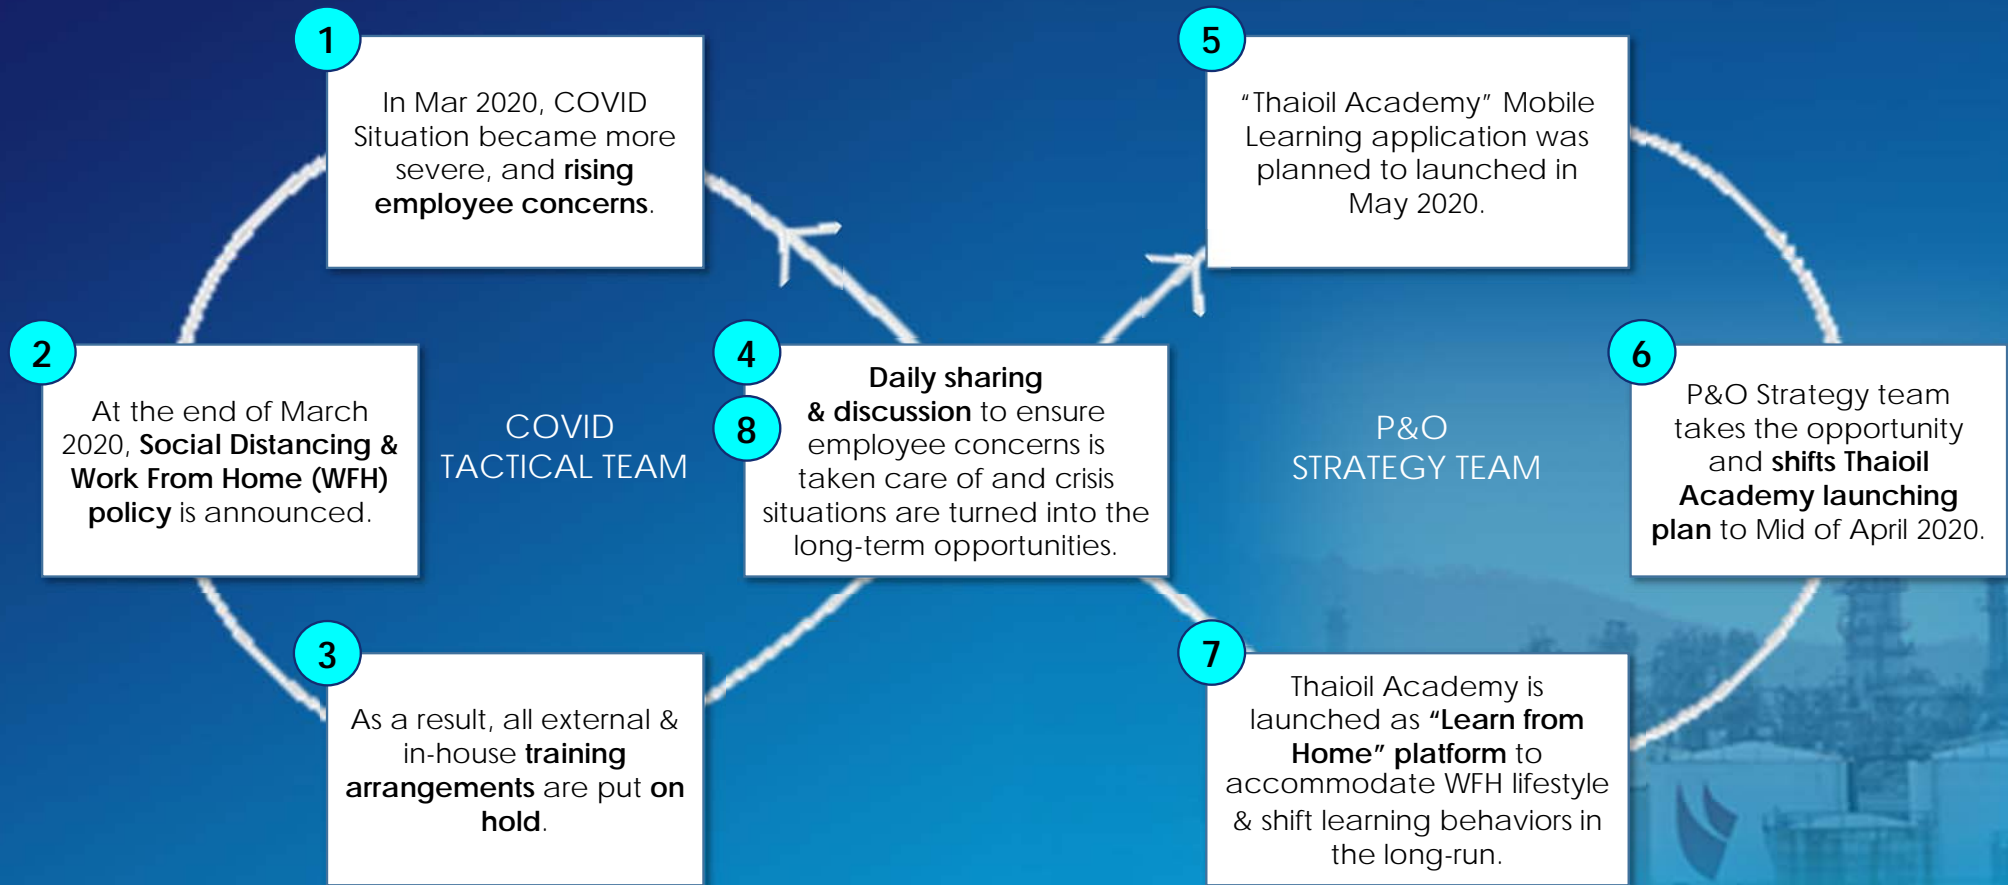 1
In Mar 2020, COVID
Situation became more
severe, and rising
employee concerns.
2
At the end of March
2020, Social Distancing &
Work From Home (WFH)
policy is announced.
COVID
TACTICAL TEAM
3
As a result, all external &
in-house training
arrangements are put on
hold.
4
8
Daily sharing
& discussion to ensure
employee concerns is
taken care of and crisis
situations are turned into the
long-term opportunities.
5
“Thaioil Academy” Mobile
Learning application was
planned to launched in
May 2020.
P&O
STRATEGY TEAM
6
P&O Strategy team
takes the opportunity
and shifts Thaioil
Academy launching
plan to Mid of April 2020.
7
Thaioil Academy is
launched as “Learn from
Home” platform to
accommodate WFH lifestyle
& shift learning behaviors in
the long-run.